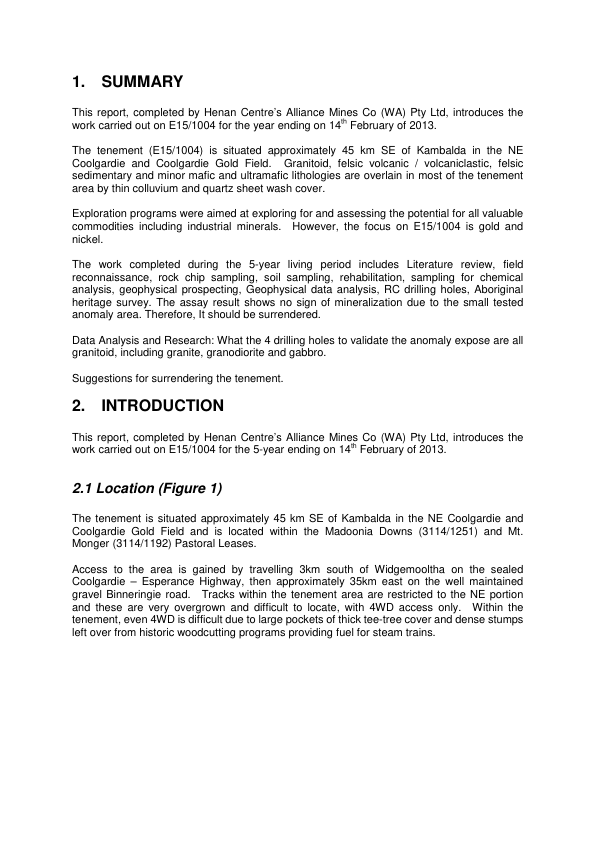 1. SUMMARY
This report, completed by Henan Centre's Alliance Mines Co (WA) Pty Ltd, introduces the
work carried out on E15/1004 for the year ending on 14th February of 2013.
The tenement (E15/1004) is situated approximately 45 km SE of Kambalda in the NE
Coolgardie and Coolgardie Gold Field. Granitoid, felsic volcanic / volcaniclastic, felsic
sedimentary and minor mafic and ultramafic lithologies are overlain in most of the tenement
area by thin colluvium and quartz sheet wash cover.
Exploration programs were aimed at exploring for and assessing the potential for all valuable
commodities including industrial minerals. However, the focus on E15/1004 is gold and
nickel.
The work completed during the 5-year living period includes Literature review, field
reconnaissance, rock chip sampling, soil sampling, rehabilitation, sampling for chemical
analysis, geophysical prospecting, Geophysical data analysis, RC drilling holes, Aboriginal
heritage survey. The assay result shows no sign of mineralization due to the small tested
anomaly area. Therefore, It should be surrendered.
Data Analysis and Research: What the 4 drilling holes to validate the anomaly expose are all
granitoid, including granite, granodiorite and gabbro.
Suggestions for surrendering the tenement.
2. INTRODUCTION
This report, completed by Henan Centre's Alliance Mines Co (WA) Pty Ltd, introduces the
work carried out on E15/1004 for the 5-year ending on 14th February of 2013.
2.1 Location (Figure 1)
The tenement is situated approximately 45 km SE of Kambalda in the NE Coolgardie and
Coolgardie Gold Field and is located within the Madoonia Downs (3114/1251) and Mt.
Monger (3114/1192) Pastoral Leases.
Access to the area is gained by travelling 3km south of Widgemooltha on the sealed
Coolgardie – Esperance Highway, then approximately 35km east on the well maintained
gravel Binneringie road. Tracks within the tenement area are restricted to the NE portion
and these are very overgrown and difficult to locate, with 4WD access only. Within the
tenement, even 4WD is difficult due to large pockets of thick tee-tree cover and dense stumps
left over from historic woodcutting programs providing fuel for steam trains.